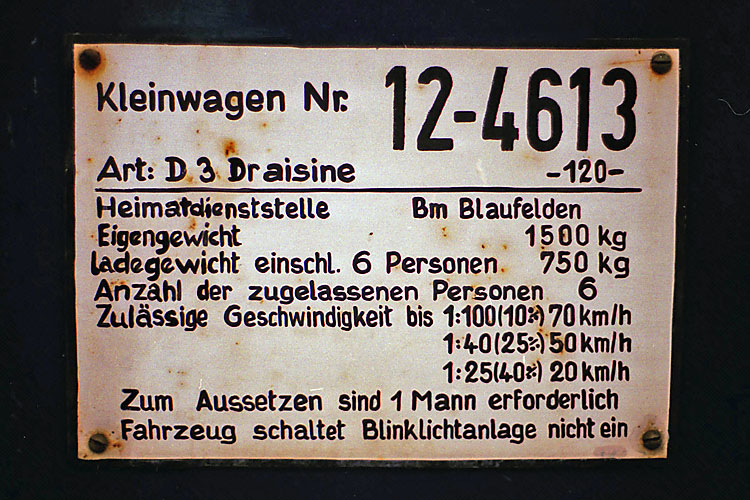 Kleinwagen Nr. 12-4613
Art: D 3 Draisine -120-
Heimatdienststelle Bm Blaufelden
Eigengewicht 1500 kg
Ladegewicht einschl. 6 Personen 750 kg
Anzahl der zugelassenen Personen 6
Zulässige Geschwindigkeit bis 1:100(10‰) 70 km/h
1:40(25‰) 50 km/h
1:25(40‰) 20 km/h
Zum Aussetzen sind 1 Mann erforderlich
Fahrzeug schaltet Blinklichtanlage nicht ein